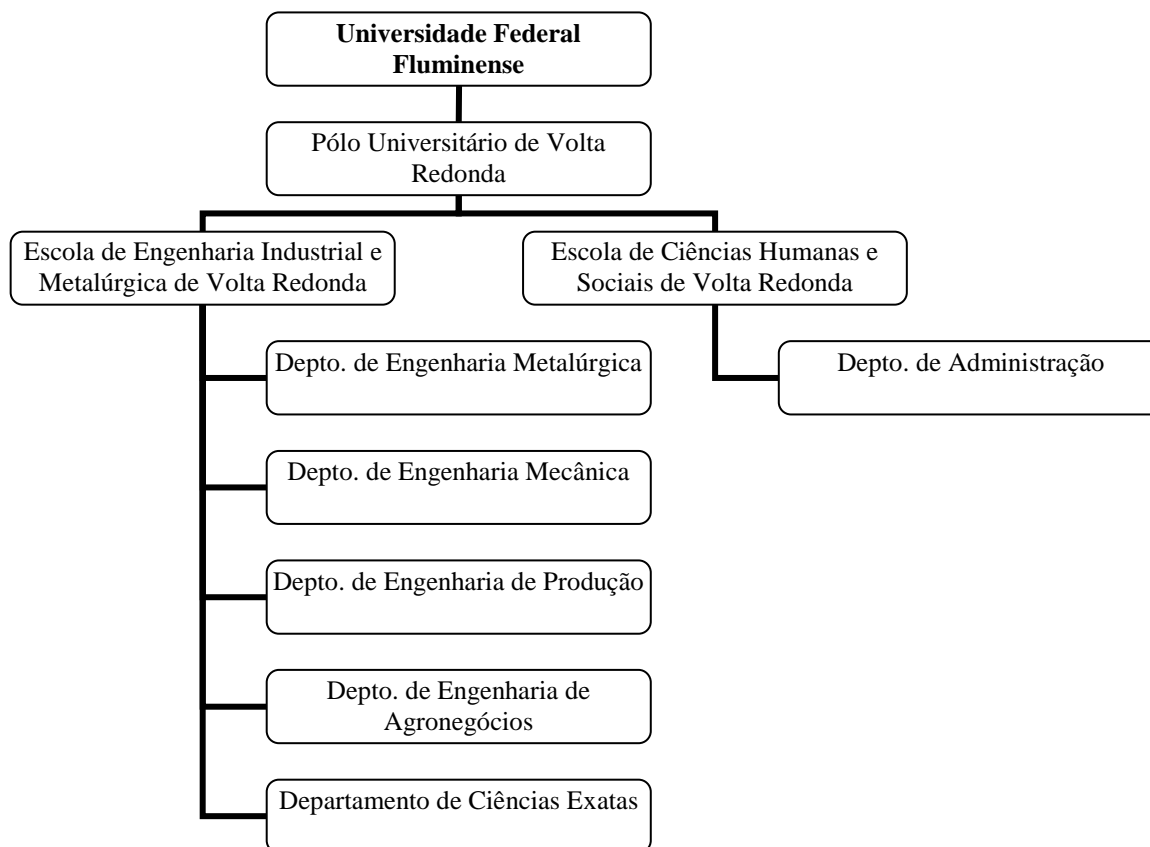 Universidade Federal
Fluminense
Pólo Universitário de Volta
Redonda
Escola de Engenharia Industrial e
Metalúrgica de Volta Redonda
Escola de Ciências Humanas e
Sociais de Volta Redonda
Depto. de Engenharia Metalúrgica
Depto. de Administração
Depto. de Engenharia Mecânica
Depto. de Engenharia de Produção
Depto. de Engenharia de
Agronegócios
Departamento de Ciências Exatas